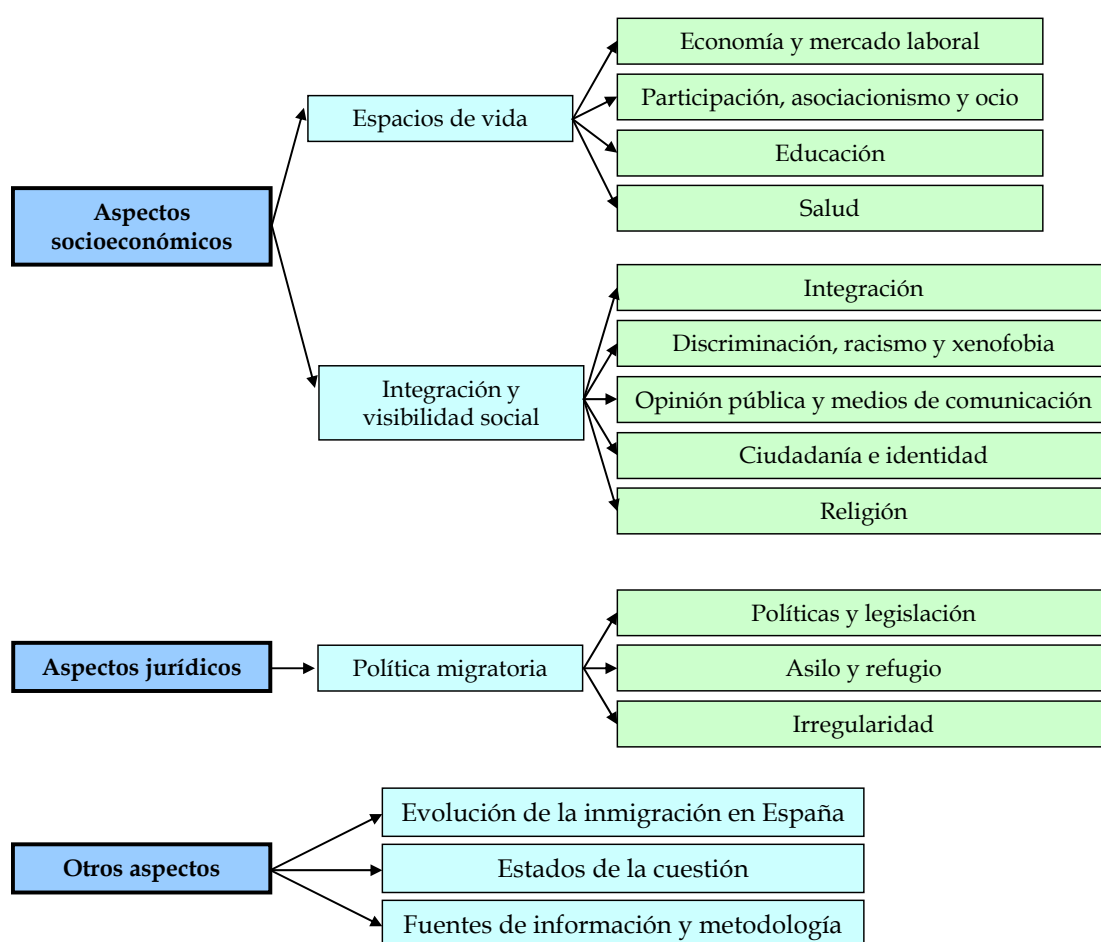 Aspectos
socioeconómicos
Espacios de vida
Economía y mercado laboral
Participación, asociacionismo y ocio
Educación
Salud
Integración y
visibilidad social
Integración
Discriminación, racismo y xenofobia
Opinión pública y medios de comunicación
Ciudadanía e identidad
Religión
Aspectos jurídicos
Política migratoria
Políticas y legislación
Asilo y refugio
Irregularidad
Otros aspectos
Evolución de la inmigración en España
Estados de la cuestión
Fuentes de información y metodología